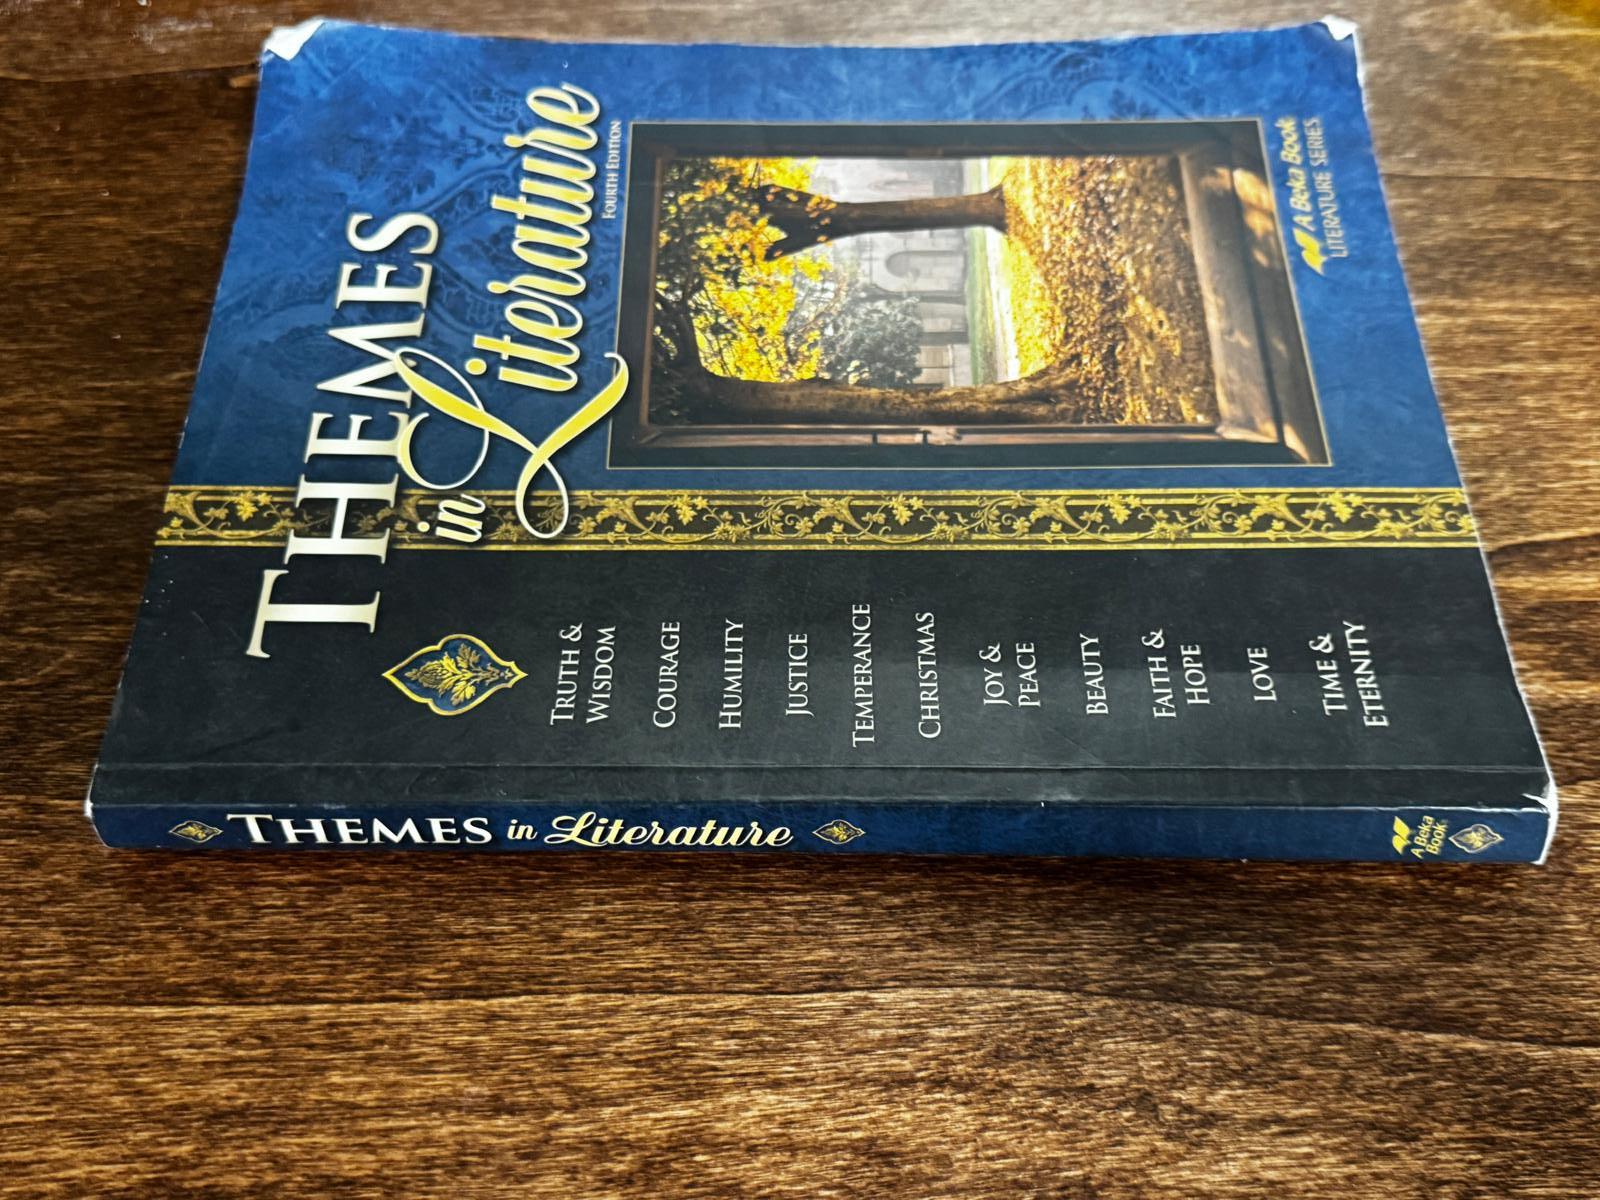 THEMES
in
Literature
FOURTH EDITION
TRUTH &
WISDOM
COURAGE
HUMILITY
JUSTICE
TEMPERANCE
CHRISTMAS
JOY &
PEACE
BEAUTY
FAITH &
HOPE
LOVE
TIME &
ETERNITY
A Beka Book
LITERATURE SERIES
THEMES in Literature
A Beka
Book